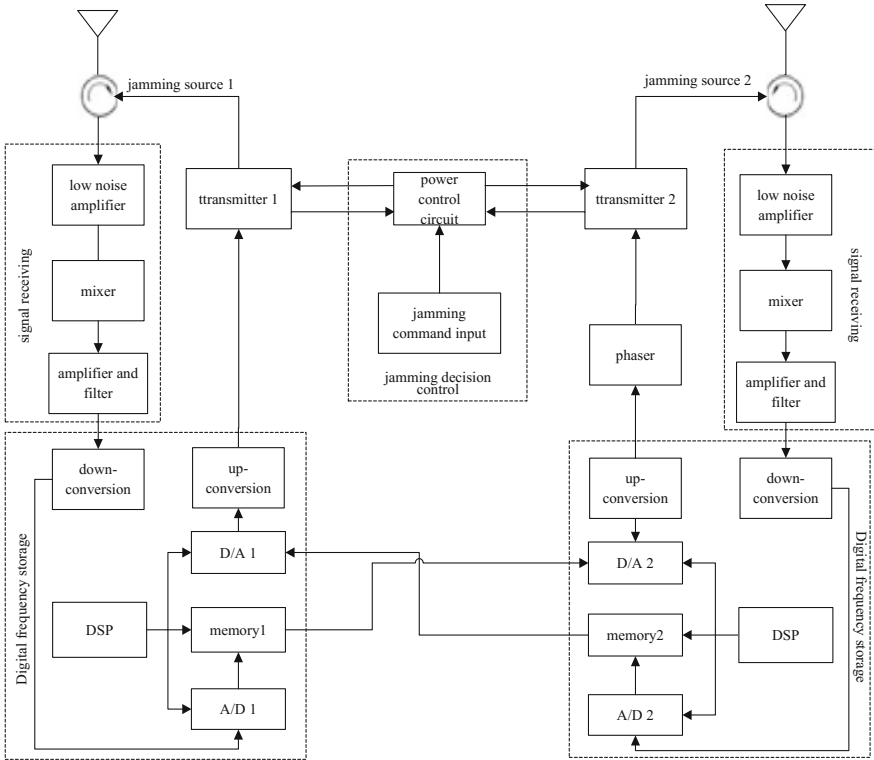 jamming source 1
jamming source 2
low noise
amplifier
mixer
amplifier and
filter
signal receiving
ttransmitter 1
power
control
circuit
jamming
command input
jamming decision
control
ttransmitter 2
phaser
low noise
amplifier
mixer
amplifier and
filter
signal receiving
down-
conversion
up-
conversion
D/A 1
DSP
memory1
A/D 1
Digital frequency storage
up-
conversion
down-
conversion
D/A 2
memory2
DSP
A/D 2
Digital frequency storage